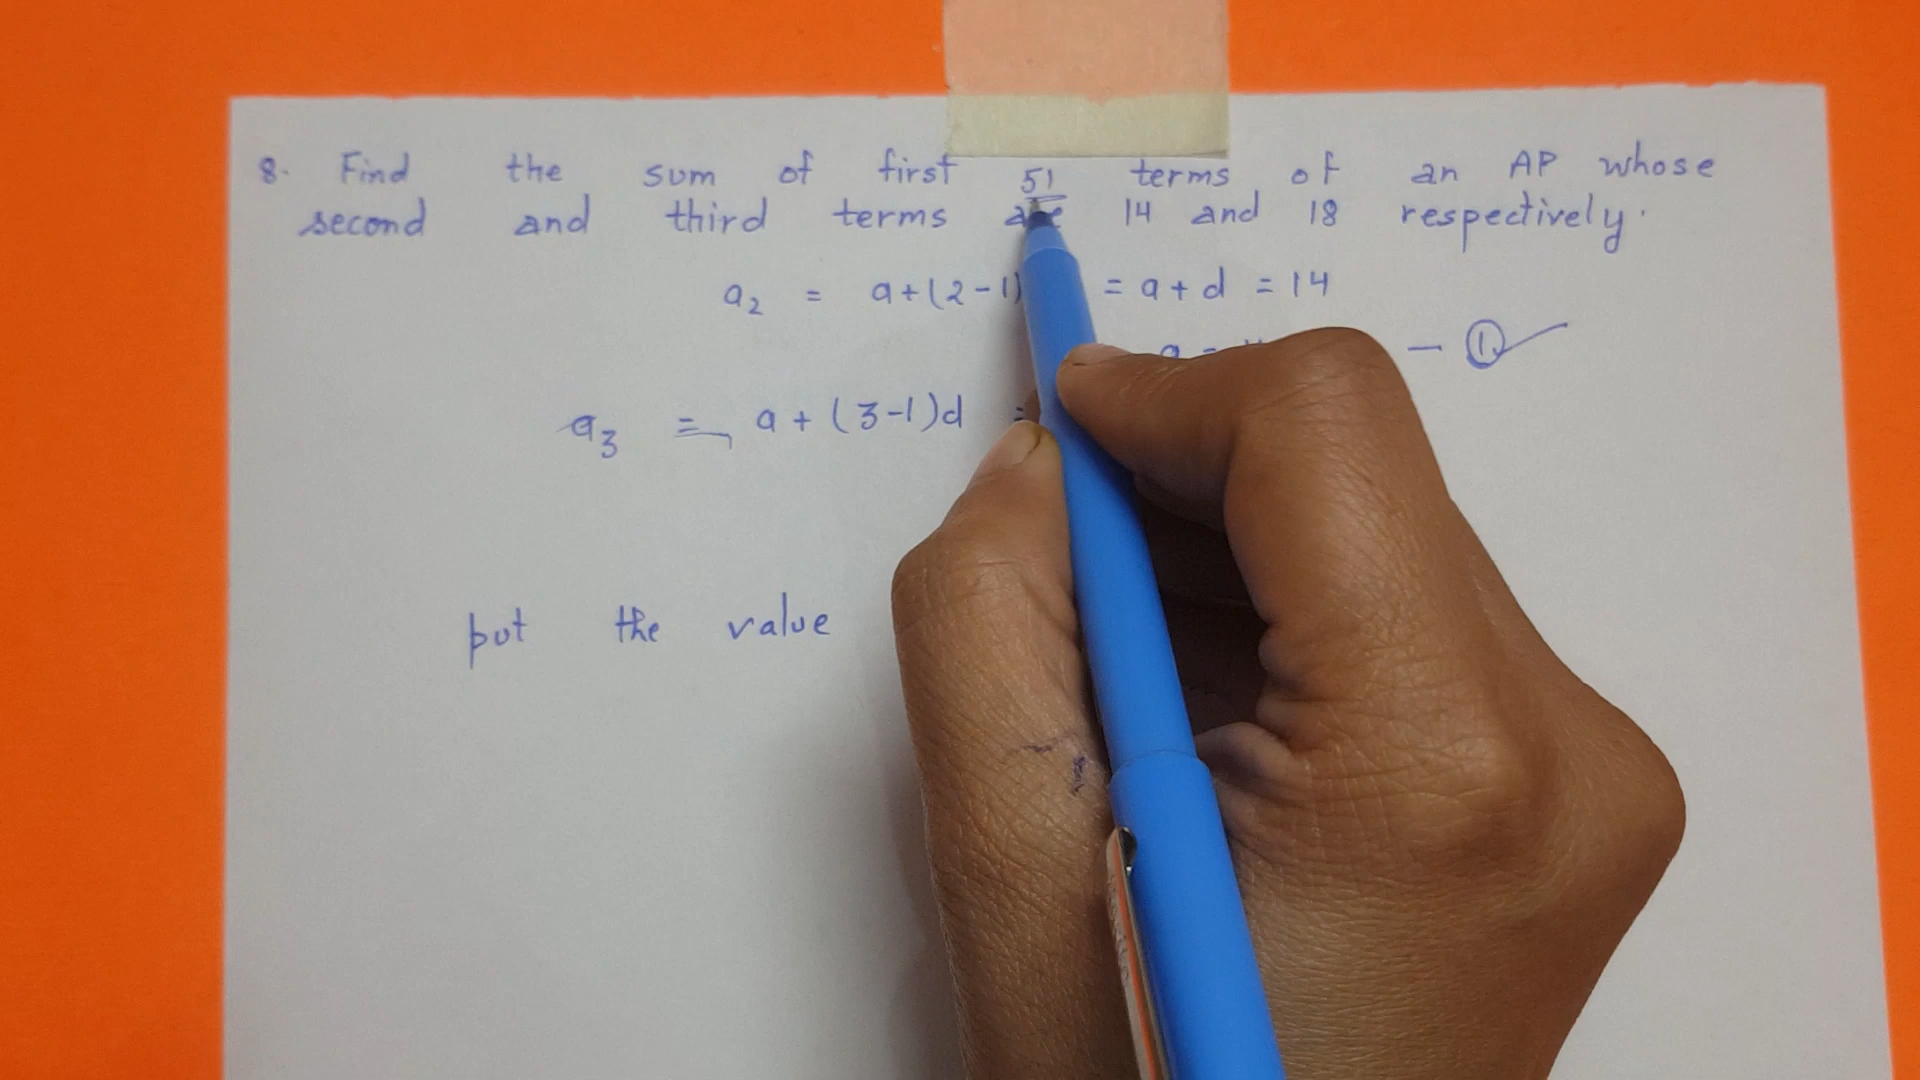 8. Find the sum of first 51 terms of an AP whose
second and third terms are 14 and 18 respectively.
a₂ = a+(2-1) = a+d = 14
a = — ①
a₃ = a + (3-1)d =
put the value